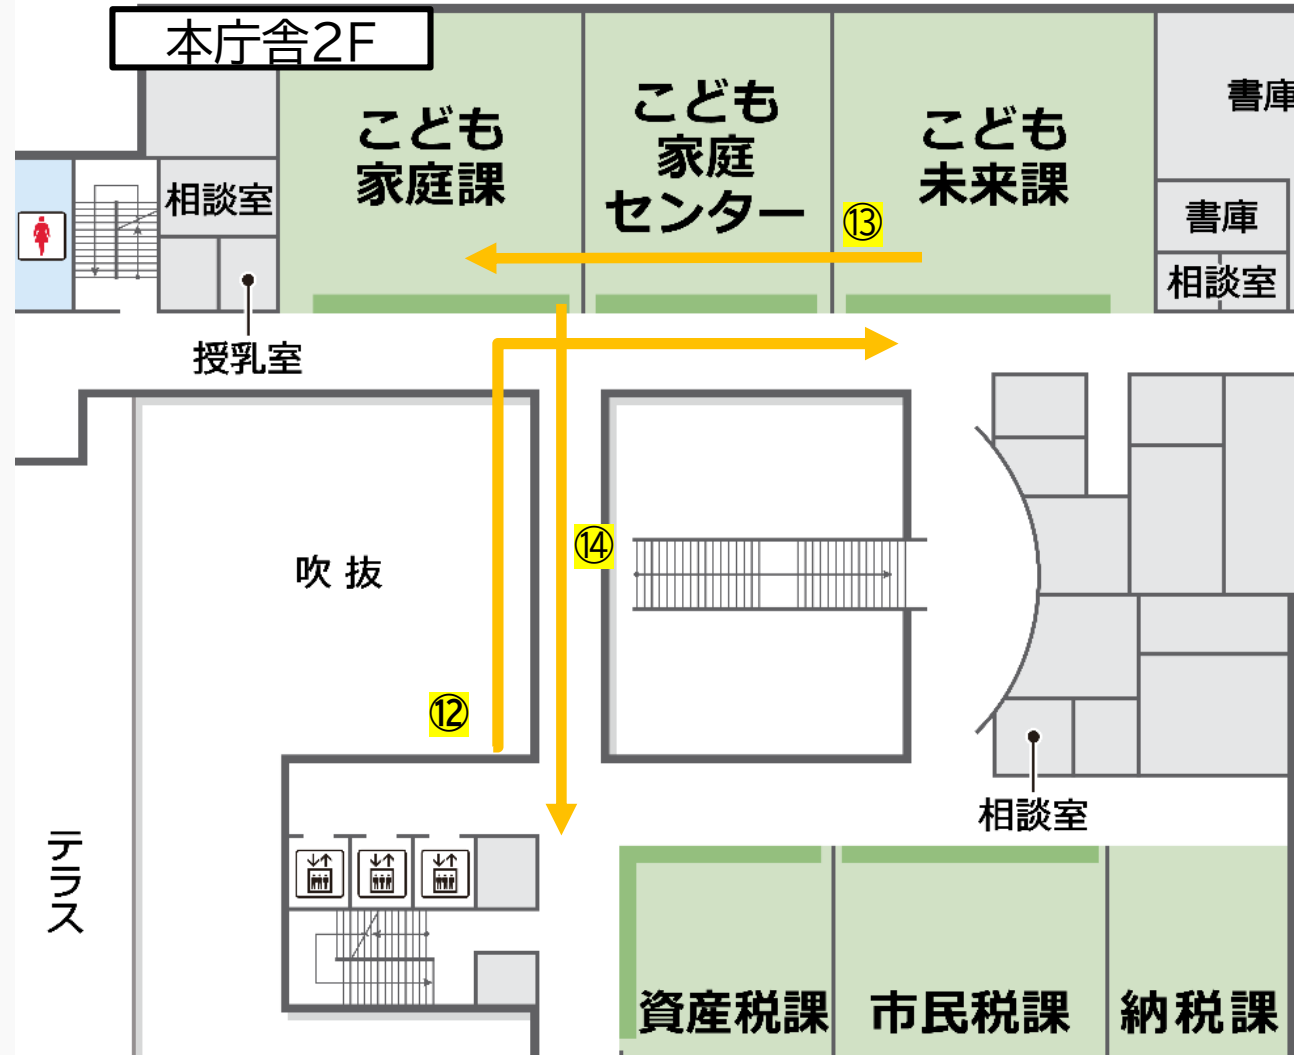 本庁舎2F
こども
家庭課
こども
家庭
センター
こども
未来課
書庫
相談室
書庫
相談室
授乳室
⑬
⑭
吹抜
⑫
相談室
テラス
資産税課
市民税課
納税課